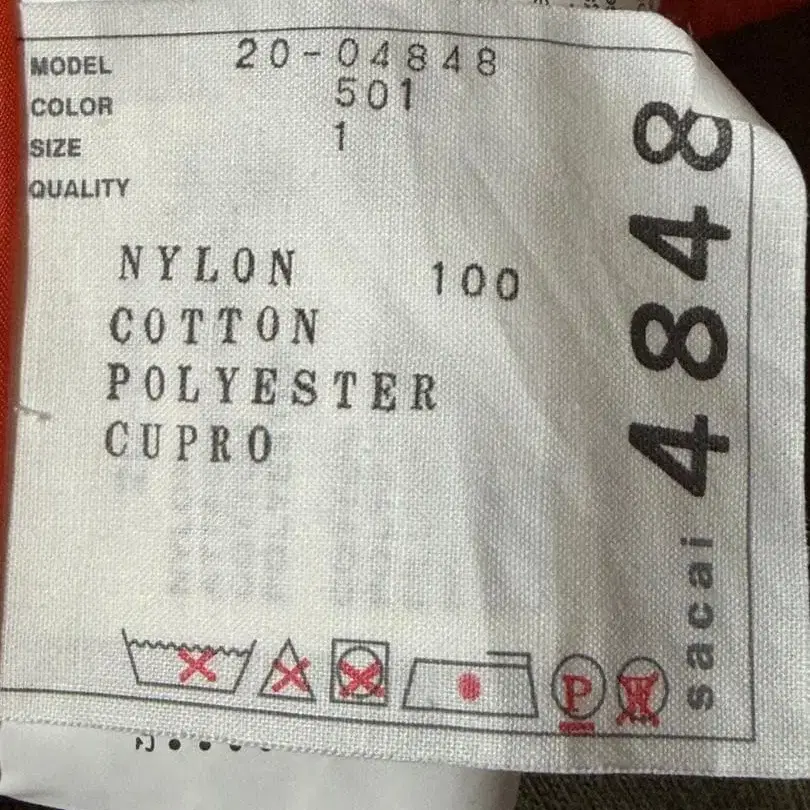 MODEL 20-04848
COLOR 501
SIZE 1
QUALITY
NYLON 100
COTTON
POLYESTER
CUPRO
P
W
sacai 4848